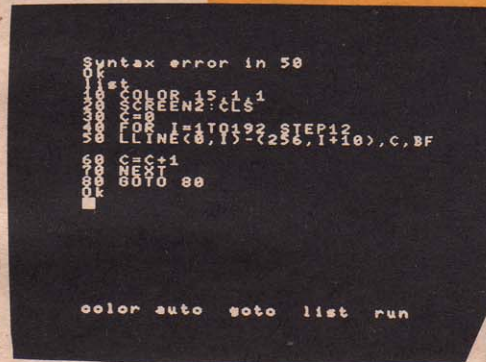 Syntax error in 50
Ok
list
10 COLOR 15,1,1
20 SCREEN2:CLS
30 C=0
40 FOR I=1TO192 STEP12
50 LLINE(0,I)-(256,I+10),C,BF
60 C=C+1
70 NEXT
80 GOTO 80
Ok
color auto goto list run